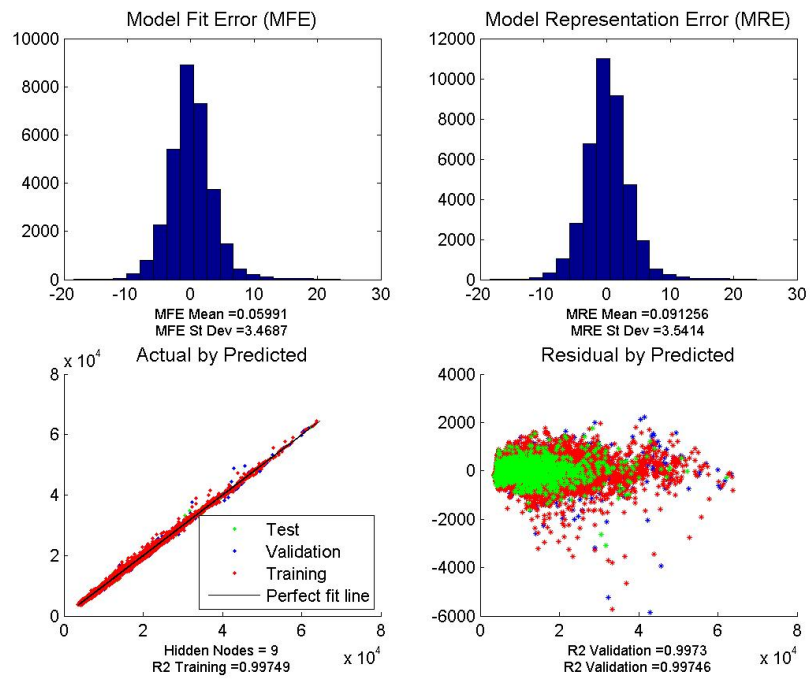 Model Fit Error (MFE)
10000
8000
6000
4000
2000
0
-20 -10 0 10 20 30
MFE Mean =0.05991
MFE St Dev =3.4687
Model Representation Error (MRE)
12000
10000
8000
6000
4000
2000
0
-20 -10 0 10 20 30
MRE Mean =0.091256
MRE St Dev =3.5414
Actual by Predicted
x 10^4
8
6
4
2
0
Test
Validation
Training
Perfect fit line
0 2 4 6 8
x 10^4
Hidden Nodes = 9
R2 Training =0.99749
Residual by Predicted
4000
2000
0
-2000
-4000
-6000
0 2 4 6 8
x 10^4
R2 Validation =0.9973
R2 Validation =0.99746